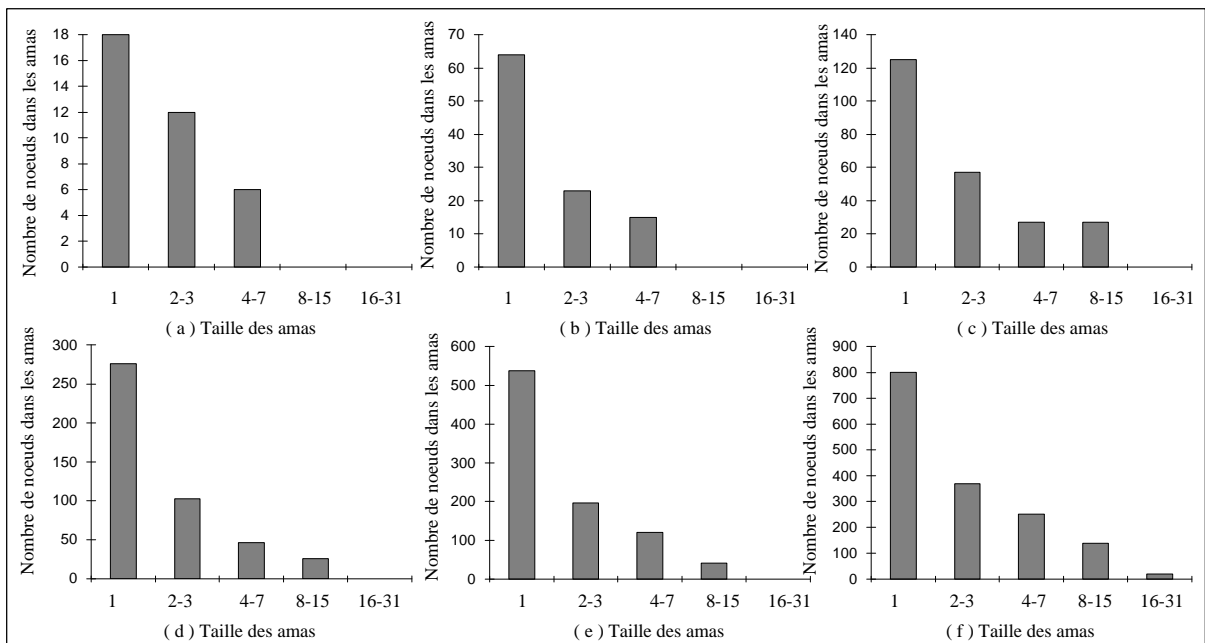 Nombre de noeuds dans les amas
18
16
14
12
10
8
6
4
2
0
1 2-3 4-7 8-15 16-31
( a ) Taille des amas
Nombre de noeuds dans les amas
70
60
50
40
30
20
10
0
1 2-3 4-7 8-15 16-31
( b ) Taille des amas
Nombre de noeuds dans les amas
140
120
100
80
60
40
20
0
1 2-3 4-7 8-15 16-31
( c ) Taille des amas
Nombre de noeuds dans les amas
300
250
200
150
100
50
0
1 2-3 4-7 8-15 16-31
( d ) Taille des amas
Nombre de noeuds dans les amas
600
500
400
300
200
100
0
1 2-3 4-7 8-15 16-31
( e ) Taille des amas
Nombre de noeuds dans les amas
900
800
700
600
500
400
300
200
100
0
1 2-3 4-7 8-15 16-31
( f ) Taille des amas